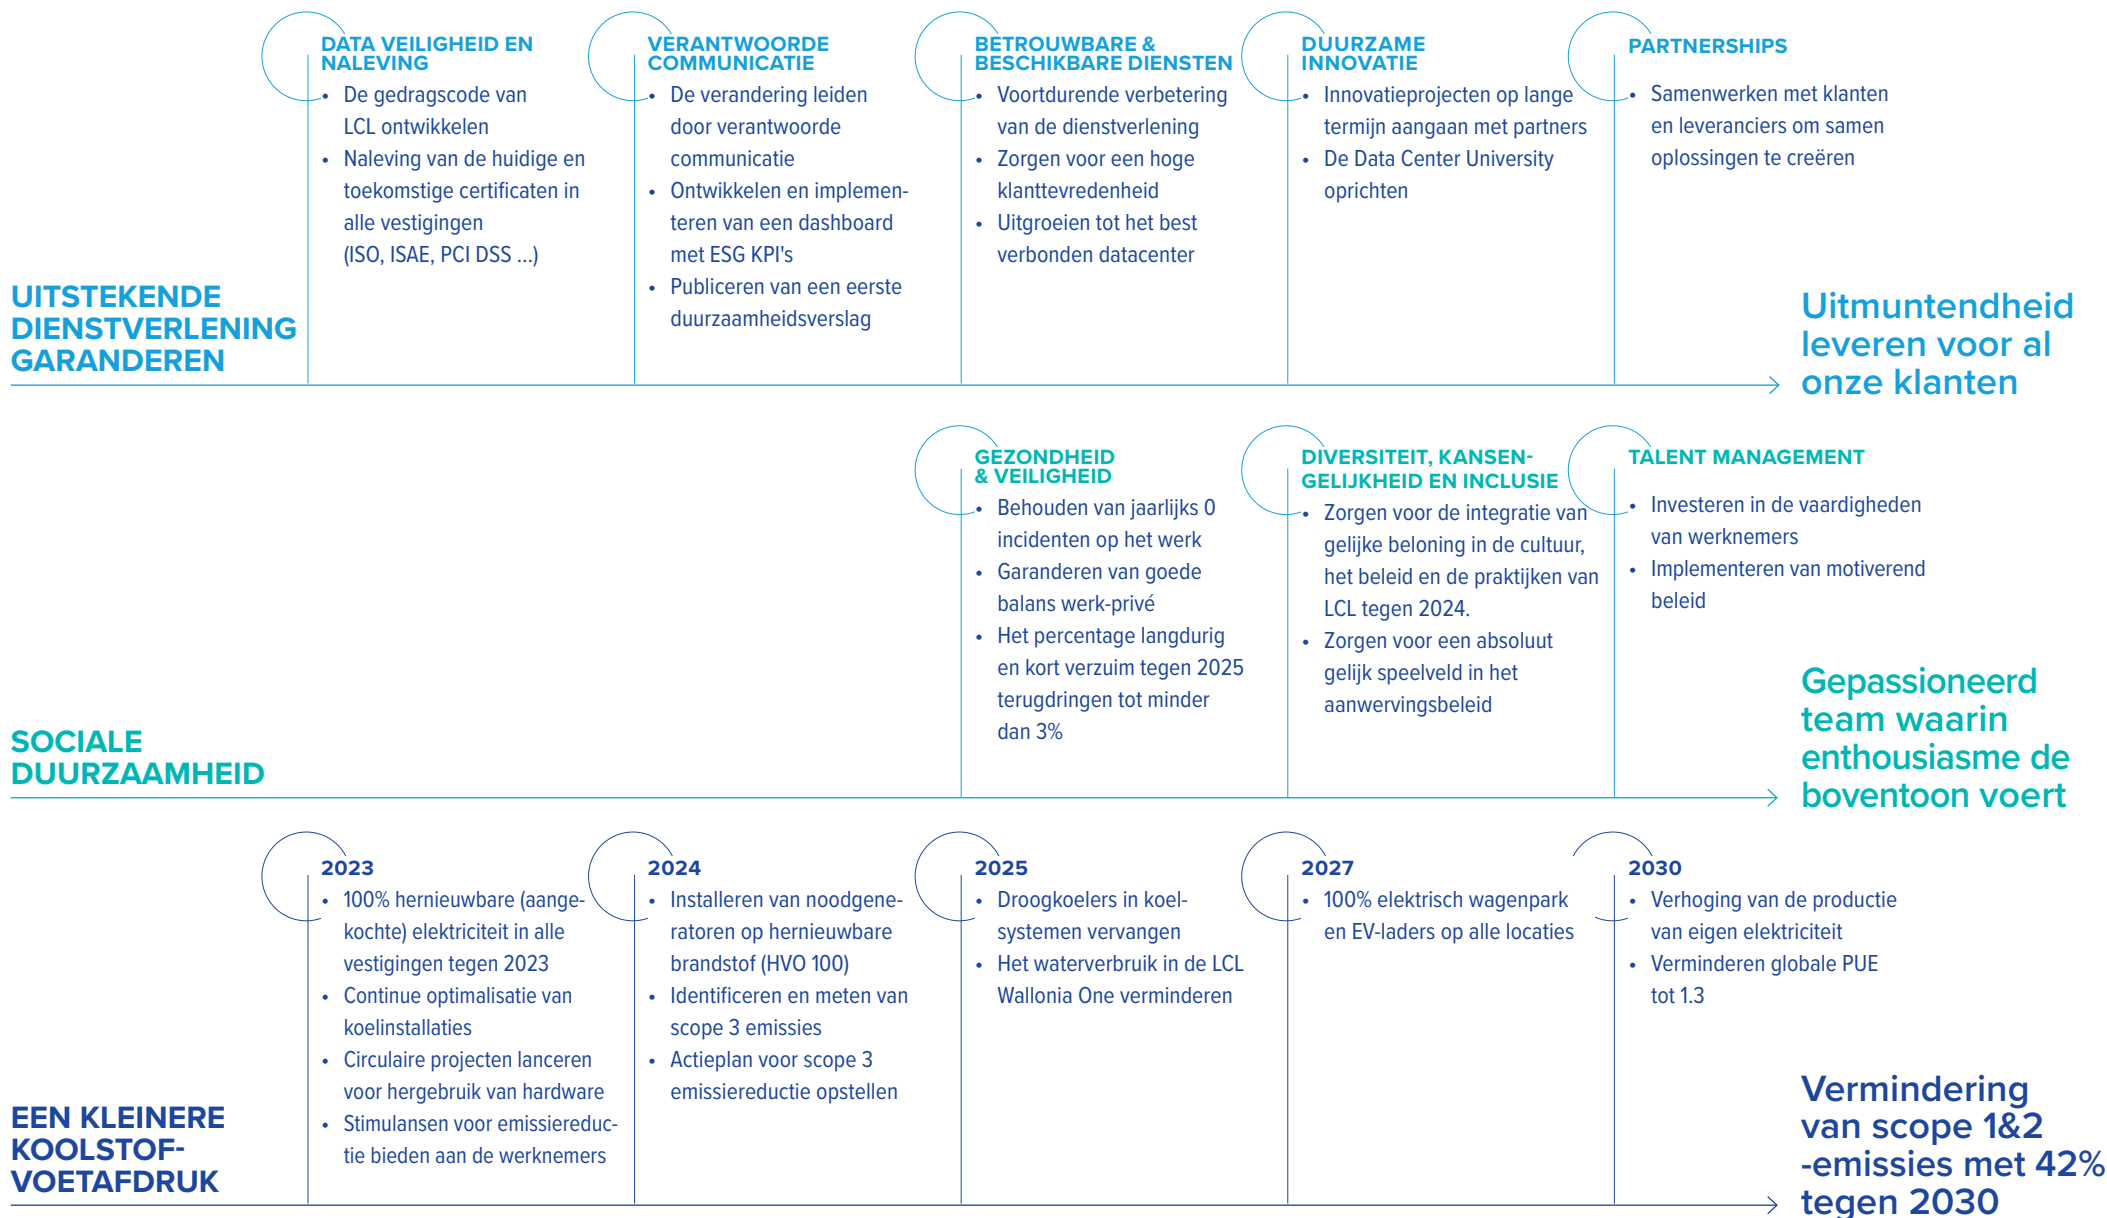 DATA VEILIGHEID EN
NALEVING
• De gedragscode van
LCL ontwikkelen
• Naleving van de huidige en
toekomstige certificaten in
alle vestigingen
(ISO, ISAE, PCI DSS ...)
VERANTWOORDE
COMMUNICATIE
• De verandering leiden
door verantwoorde
communicatie
• Ontwikkelen en implemen-
teren van een dashboard
met ESG KPI's
• Publiceren van een eerste
duurzaamheidsverslag
BETROUWBARE &
BESCHIKBARE DIENSTEN
• Voortdurende verbetering
van de dienstverlening
• Zorgen voor een hoge
klanttevredenheid
• Uitgroeien tot het best
verbonden datacenter
DUURZAME
INNOVATIE
• Innovatieprojecten op lange
termijn aangaan met partners
• De Data Center University
oprichten
PARTNERSHIPS
• Samenwerken met klanten
en leveranciers om samen
oplossingen te creëren
UITSTEKENDE
DIENSTVERLENING
GARANDEREN
Uitmuntendheid
leveren voor al
onze klanten
GEZONDHEID
& VEILIGHEID
• Behouden van jaarlijks 0
incidenten op het werk
• Garanderen van goede
balans werk-privé
• Het percentage langdurig
en kort verzuim tegen 2025
terugdringen tot minder
dan 3%
DIVERSITEIT, KANSEN-
GELIJKHEID EN INCLUSIE
• Zorgen voor de integratie van
gelijke beloning in de cultuur,
het beleid en de praktijken van
LCL tegen 2024.
• Zorgen voor een absoluut
gelijk speelveld in het
aanwervingsbeleid
TALENT MANAGEMENT
• Investeren in de vaardigheden
van werknemers
• Implementeren van motiverend
beleid
SOCIALE
DUURZAAMHEID
Gepassioneerd
team waarin
enthousiasme de
boventoon voert
2023
• 100% hernieuwbare (aange-
kochte) elektriciteit in alle
vestigingen tegen 2023
• Continue optimalisatie van
koelinstallaties
• Circulaire projecten lanceren
voor hergebruik van hardware
• Stimulansen voor emissiereduc-
tie bieden aan de werknemers
2024
• Installeren van noodgene-
ratoren op hernieuwbare
brandstof (HVO 100)
• Identificeren en meten van
scope 3 emissies
• Actieplan voor scope 3
emissiereductie opstellen
2025
• Droogkoelers in koel-
systemen vervangen
• Het waterverbruik in de LCL
Wallonia One verminderen
2027
• 100% elektrisch wagenpark
en EV-laders op alle locaties
2030
• Verhoging van de productie
van eigen elektriciteit
• Verminderen globale PUE
tot 1.3
EEN KLEINERE
KOOLSTOF-
VOETAFDRUK
Vermindering
van scope 1&2
-emissies met 42%
tegen 2030